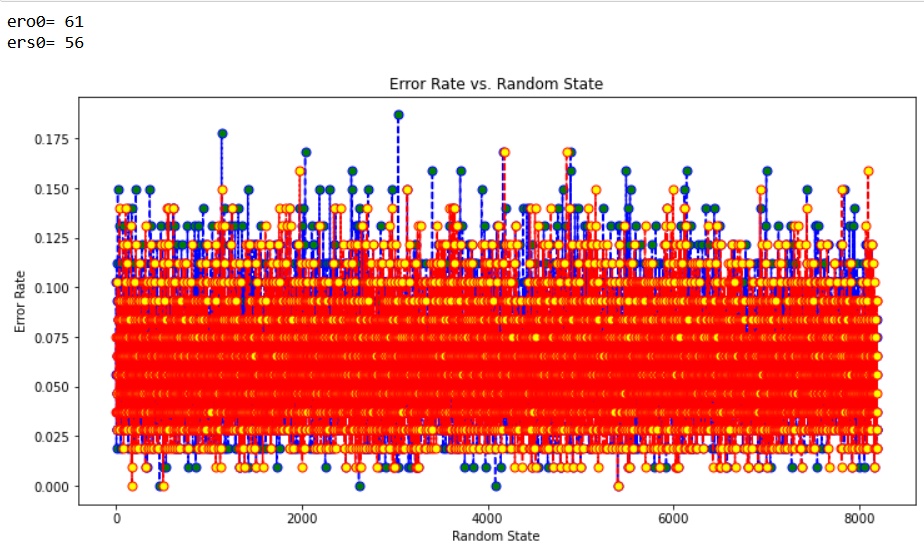 ero0= 61
ers0= 56
Error Rate vs. Random State
0.175
0.150
0.125
0.100
0.075
0.050
0.025
0.000
Error Rate
0 2000 4000 6000 8000
Random State